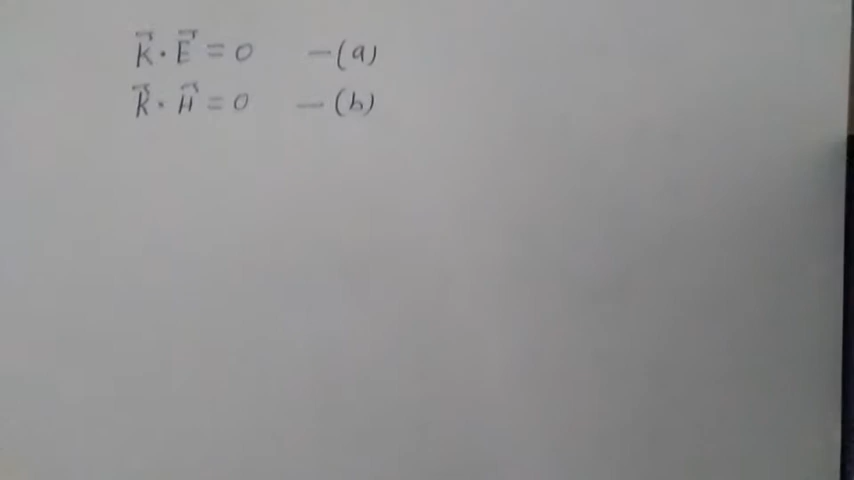 K⃗ · E⃗ = 0 — (a)
K⃗ · H⃗ = 0 — (b)